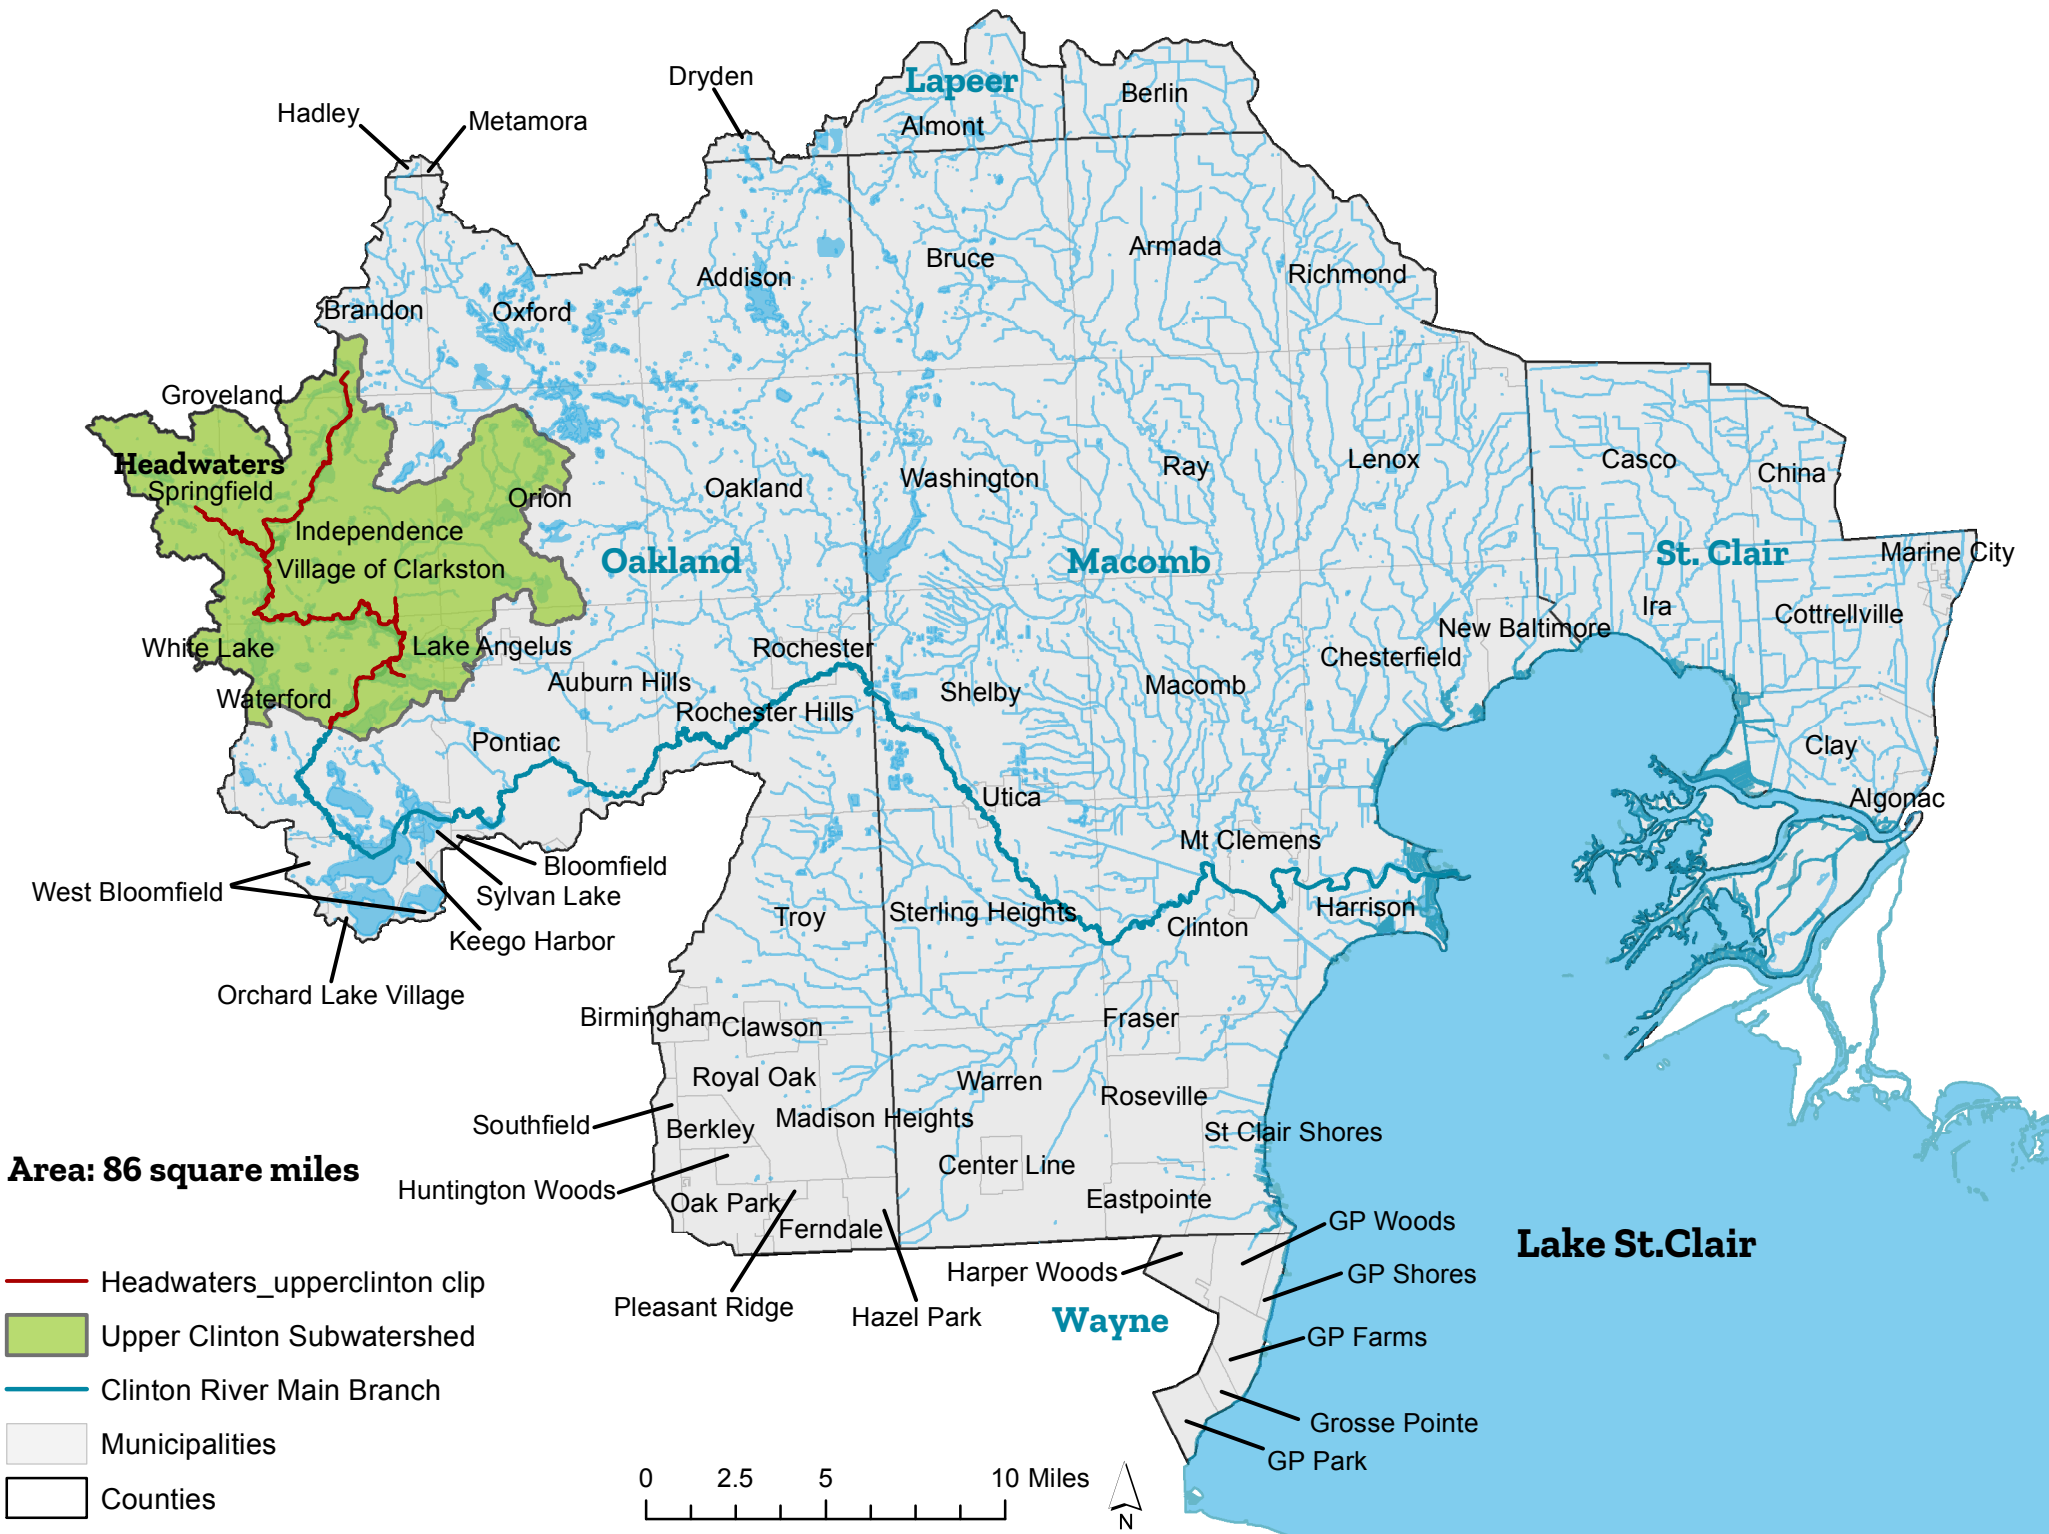 Dryden
Lapeer
Berlin
Hadley
Metamora
Almont
Armada
Bruce
Richmond
Addison
Brandon
Oxford
Groveland
Headwaters
Springfield
Orion
Oakland
Washington
Ray
Lenox
Casco
China
Independence
Village of Clarkston
Oakland
Macomb
St. Clair
Marine City
Ira
Cottrellville
New Baltimore
White Lake
Lake Angelus
Rochester
Chesterfield
Auburn Hills
Shelby
Macomb
Waterford
Rochester Hills
Pontiac
Clay
Utica
Algonac
Mt Clemens
Bloomfield
West Bloomfield
Sylvan Lake
Troy
Sterling Heights
Clinton
Harrison
Keego Harbor
Orchard Lake Village
Birmingham
Clawson
Fraser
Royal Oak
Warren
Roseville
Southfield
Berkley
Madison Heights
St Clair Shores
Area: 86 square miles
Huntington Woods
Center Line
Oak Park
Ferndale
Eastpointe
GP Woods
Lake St.Clair
Harper Woods
GP Shores
Pleasant Ridge
Hazel Park
Wayne
GP Farms
Grosse Pointe
GP Park
Headwaters_upperclinton clip
Upper Clinton Subwatershed
Clinton River Main Branch
Municipalities
Counties
0 2.5 5 10 Miles
N